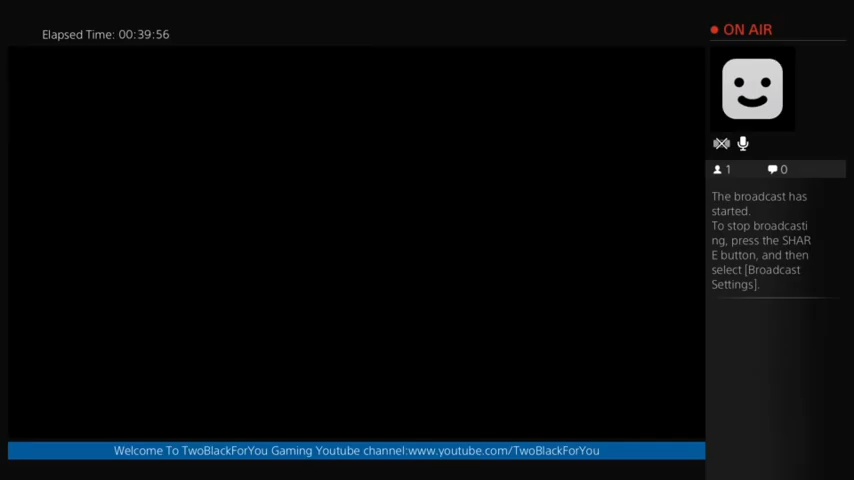 Elapsed Time: 00:39:56
ON AIR
1 0
The broadcast has
started.
To stop broadcasti
ng, press the SHAR
E button, and then
select [Broadcast
Settings].
Welcome To TwoBlackForYou Gaming Youtube channel:www.youtube.com/TwoBlackForYou